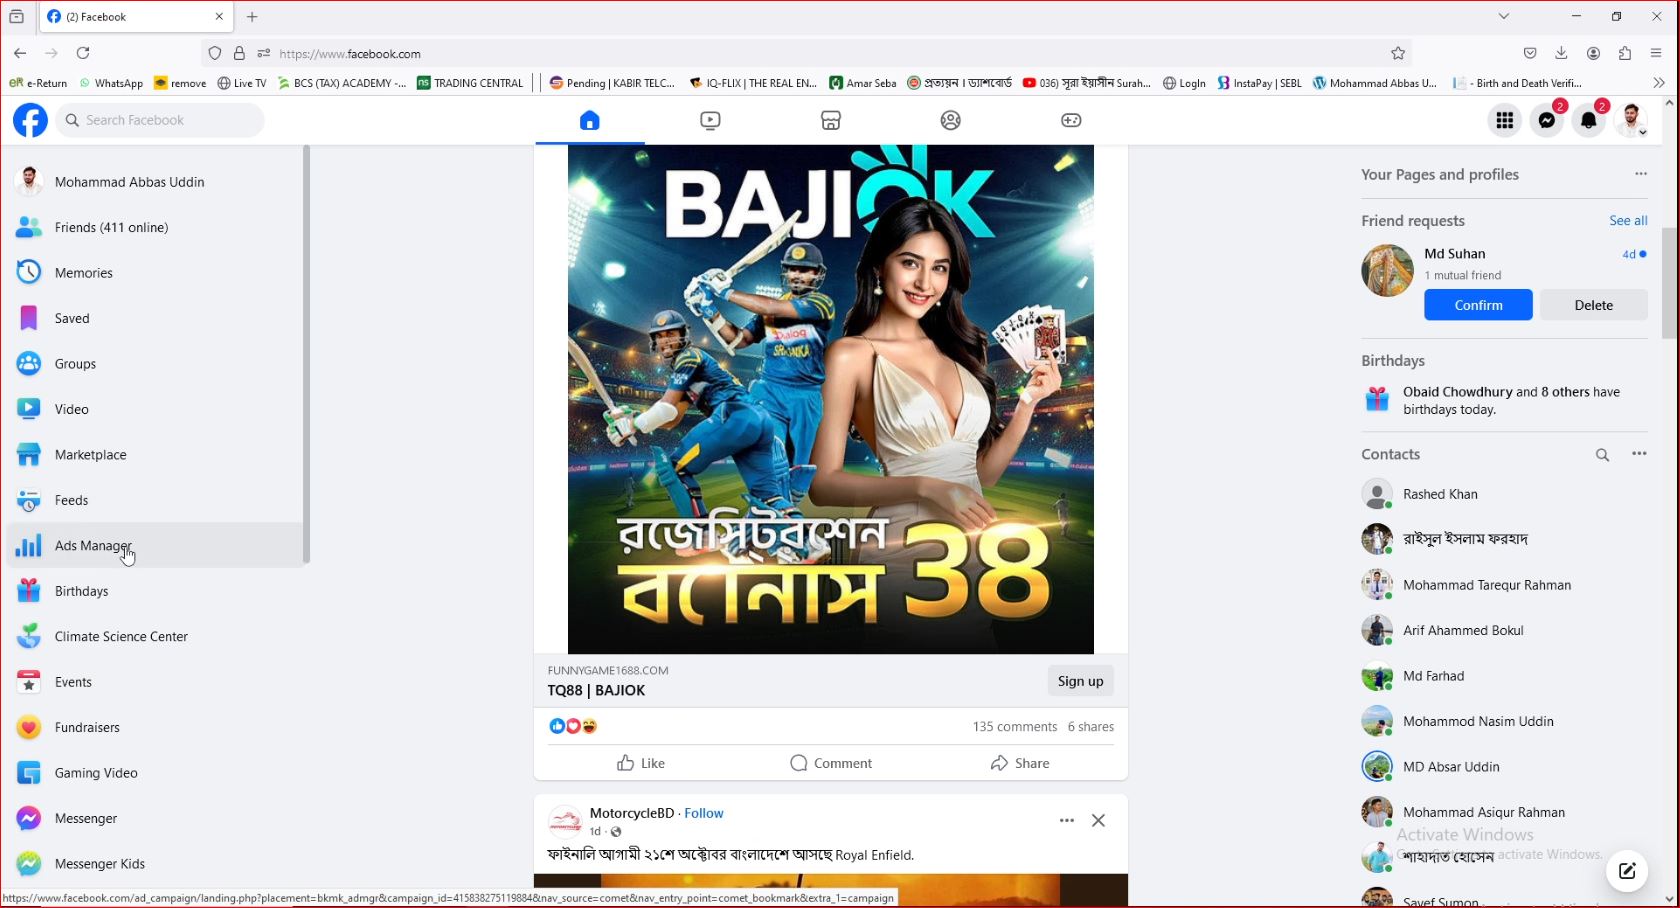 (2) Facebook
https://www.facebook.com
e-Return
WhatsApp
remove
Live TV
BCS (TAX) ACADEMY -...
ns TRADING CENTRAL
Pending | KABIR TELC...
IQ-FLIX | THE REAL EN...
Amar Seba
প্রত্যয়ন । ড্যাশবোর্ড
036) সূরা ইয়াসীন Surah...
LogIn
InstaPay | SEBL
Mohammad Abbas U...
- Birth and Death Verifi...
Search Facebook
2
2
Mohammad Abbas Uddin
Friends (411 online)
Memories
Saved
Groups
Video
Marketplace
Feeds
Ads Manager
Birthdays
Climate Science Center
Events
Fundraisers
Gaming Video
Messenger
Messenger Kids
BAJIOK
Dialog
SRI LANKA
রজেসিটবশেন
বনোস 38
FUNNYGAME1688.COM
TQ88 | BAJIOK
Sign up
135 comments 6 shares
Like
Comment
Share
MotorcycleBD · Follow
1d ·
ফাইনালি আগামী ২১শে অক্টোবর বাংলাদেশে আসছে Royal Enfield.
Your Pages and profiles
Friend requests
See all
Md Suhan
4d
1 mutual friend
Confirm
Delete
Birthdays
Obaid Chowdhury and 8 others have
birthdays today.
Contacts
Rashed Khan
রাইসুল ইসলাম ফরহাদ
Mohammad Tarequr Rahman
Arif Ahammed Bokul
Md Farhad
Mohammod Nasim Uddin
MD Absar Uddin
Mohammad Asiqur Rahman
Activate Windows
শাহাদাত হোসেন
activate Windows.
Sayef Sumon
https://www.facebook.com/ad_campaign/landing.php?placement=bkmk_admgr&campaign_id=415838275119884&nav_source=comet&nav_entry_point=comet_bookmark&extra_1=campaign